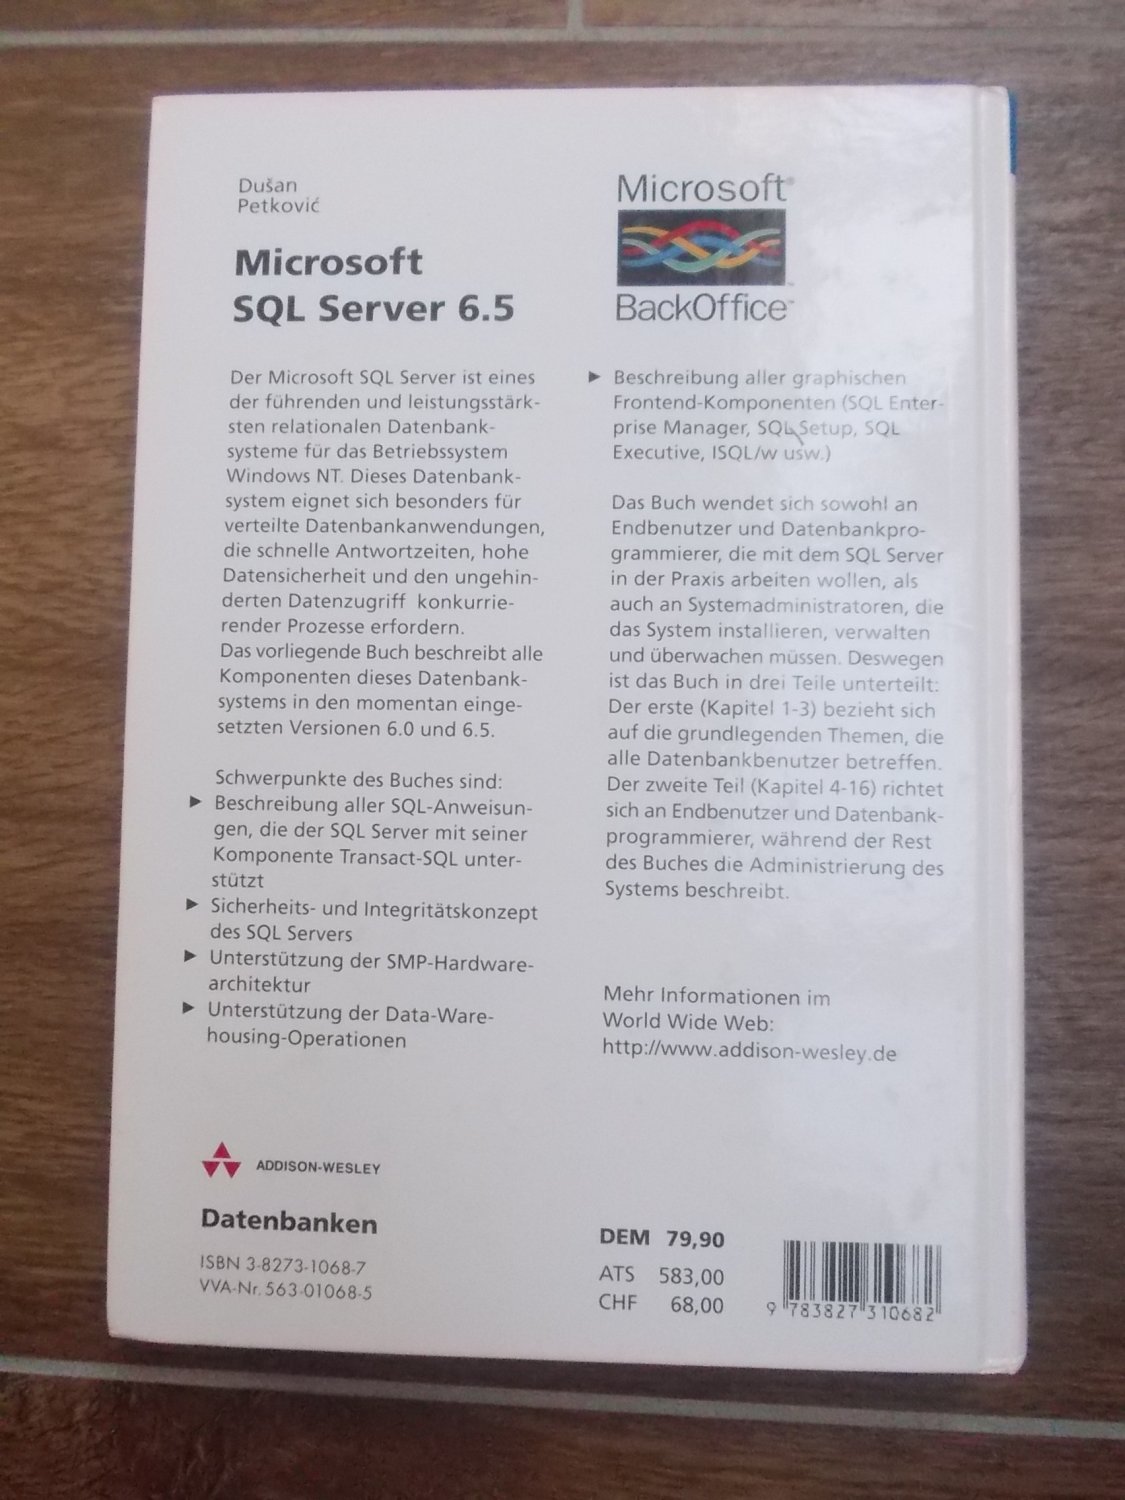 Dušan
Petković
Microsoft
SQL Server 6.5
Der Microsoft SQL Server ist eines
der führenden und leistungsstärk-
sten relationalen Datenbank-
systeme für das Betriebssystem
Windows NT. Dieses Datenbank-
system eignet sich besonders für
verteilte Datenbankanwendungen,
die schnelle Antwortzeiten, hohe
Datensicherheit und den ungehin-
derten Datenzugriff konkurrie-
render Prozesse erfordern.
Das vorliegende Buch beschreibt alle
Komponenten dieses Datenbank-
systems in den momentan einge-
setzten Versionen 6.0 und 6.5.
Schwerpunkte des Buches sind:
► Beschreibung aller SQL-Anweisun-
gen, die der SQL Server mit seiner
Komponente Transact-SQL unter-
stützt
► Sicherheits- und Integritätskonzept
des SQL Servers
► Unterstützung der SMP-Hardware-
architektur
► Unterstützung der Data-Ware-
housing-Operationen
Microsoft®
BackOffice™
► Beschreibung aller graphischen
Frontend-Komponenten (SQL Enter-
prise Manager, SQL Setup, SQL
Executive, ISQL/w usw.)
Das Buch wendet sich sowohl an
Endbenutzer und Datenbankpro-
grammierer, die mit dem SQL Server
in der Praxis arbeiten wollen, als
auch an Systemadministratoren, die
das System installieren, verwalten
und überwachen müssen. Deswegen
ist das Buch in drei Teile unterteilt:
Der erste (Kapitel 1-3) bezieht sich
auf die grundlegenden Themen, die
alle Datenbankbenutzer betreffen.
Der zweite Teil (Kapitel 4-16) richtet
sich an Endbenutzer und Datenbank-
programmierer, während der Rest
des Buches die Administrierung des
Systems beschreibt.
Mehr Informationen im
World Wide Web:
http://www.addison-wesley.de
ADDISON-WESLEY
Datenbanken
ISBN 3-8273-1068-7
VVA-Nr. 563-01068-5
DEM 79,90
ATS 583,00
CHF 68,00
9 783827 310682